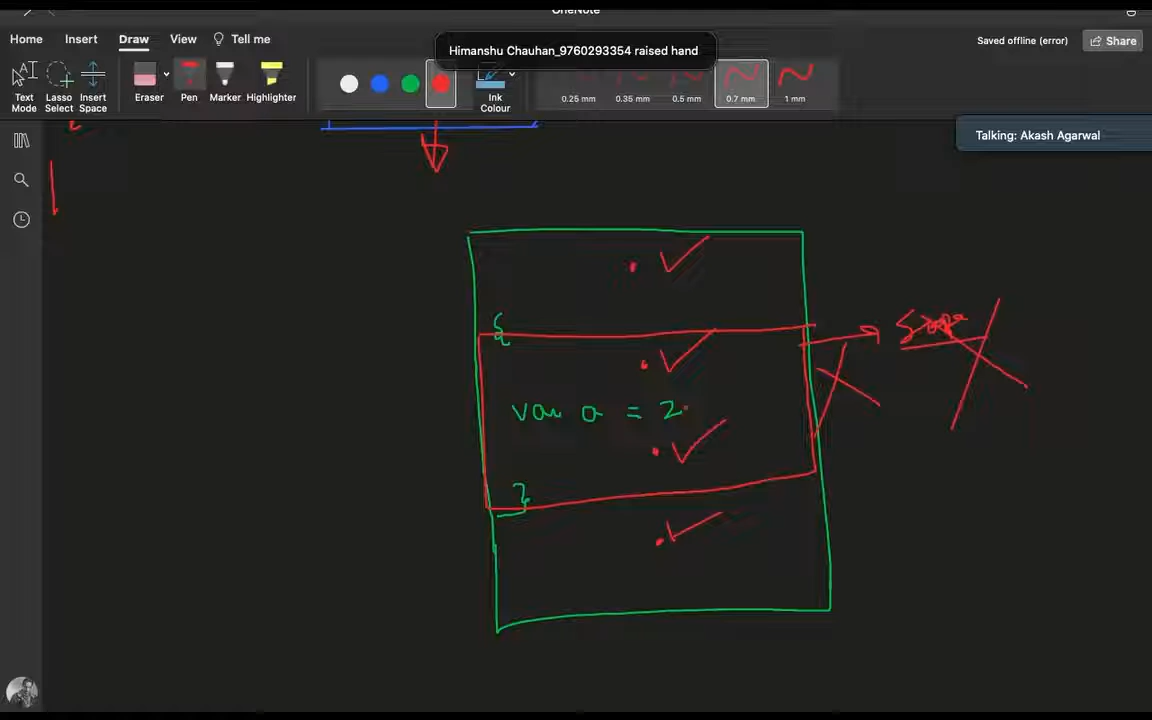 OneNote
Home Insert Draw View Tell me
Himanshu Chauhan_9760293354 raised hand
Saved offline (error) Share
Text Mode
Lasso Select
Insert Space
Eraser
Pen
Marker
Highlighter
Ink Colour
0.25 mm 0.35 mm 0.5 mm 0.7 mm 1 mm
Talking: Akash Agarwal
{
Scope
var a = 2
}